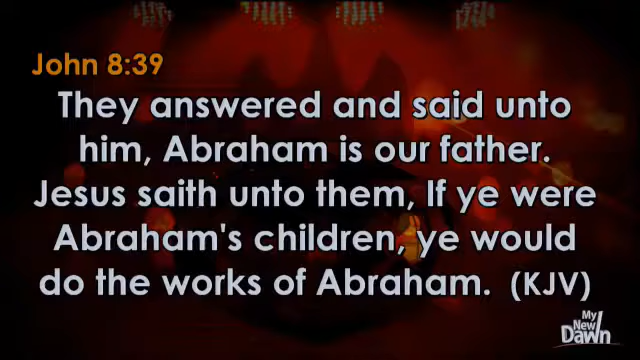 John 8:39
They answered and said unto
him, Abraham is our father.
Jesus saith unto them, If ye were
Abraham's children, ye would
do the works of Abraham. (KJV)
My
New
Dawn